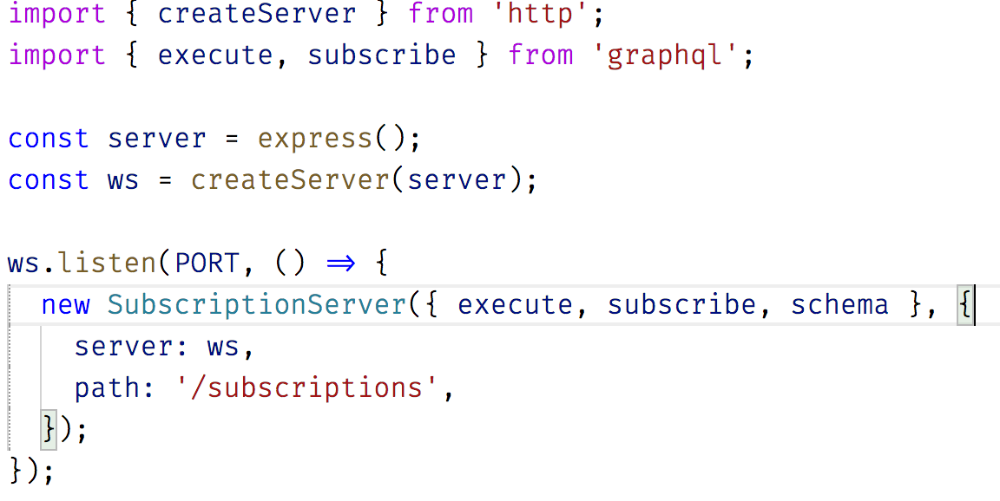 import { createServer } from 'http';
import { execute, subscribe } from 'graphql';

const server = express();
const ws = createServer(server);

ws.listen(PORT, () => {
  new SubscriptionServer({ execute, subscribe, schema }, {
    server: ws,
    path: '/subscriptions',
  });
});